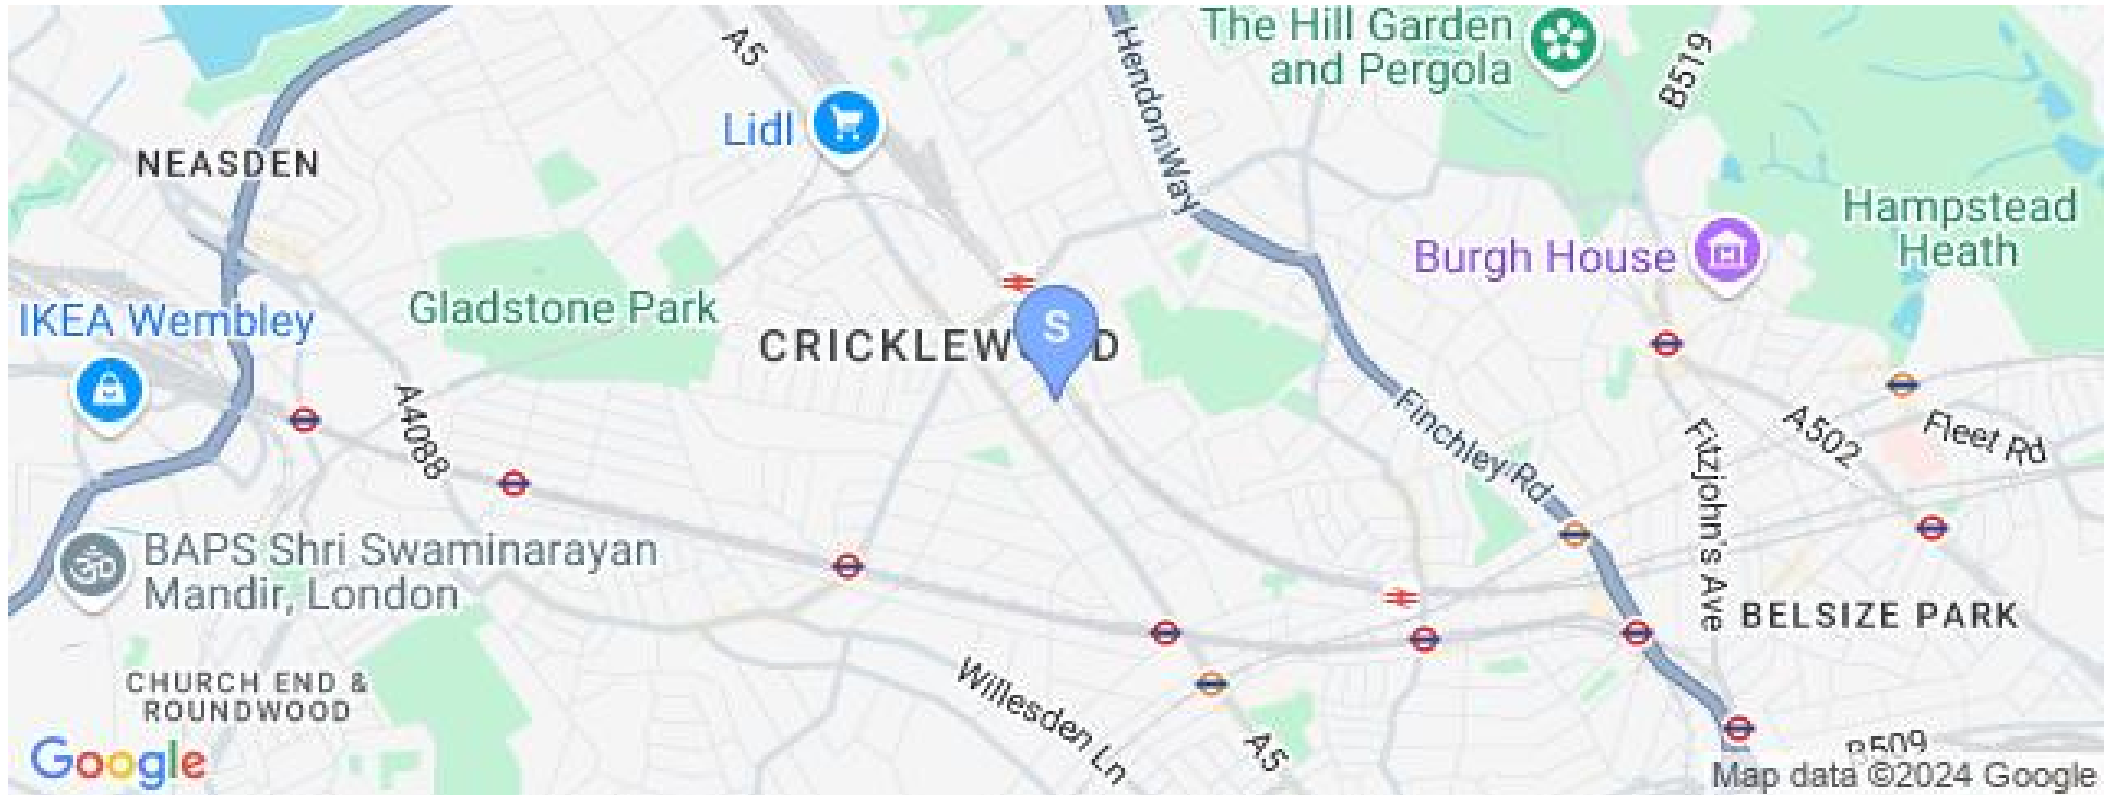 A5
Hendon Way
The Hill Garden
and Pergola
B519
Lidl
NEASDEN
Hampstead
Heath
Burgh House
IKEA Wembley
Gladstone Park
CRICKLEW D
S
A4088
Finchley Rd
Fitzjohn's Ave
A502
Fleet Rd
BAPS Shri Swaminarayan
Mandir, London
BELSIZE PARK
CHURCH END &
ROUNDWOOD
Willesden Ln
A5
Google
B509
Map data ©2024 Google